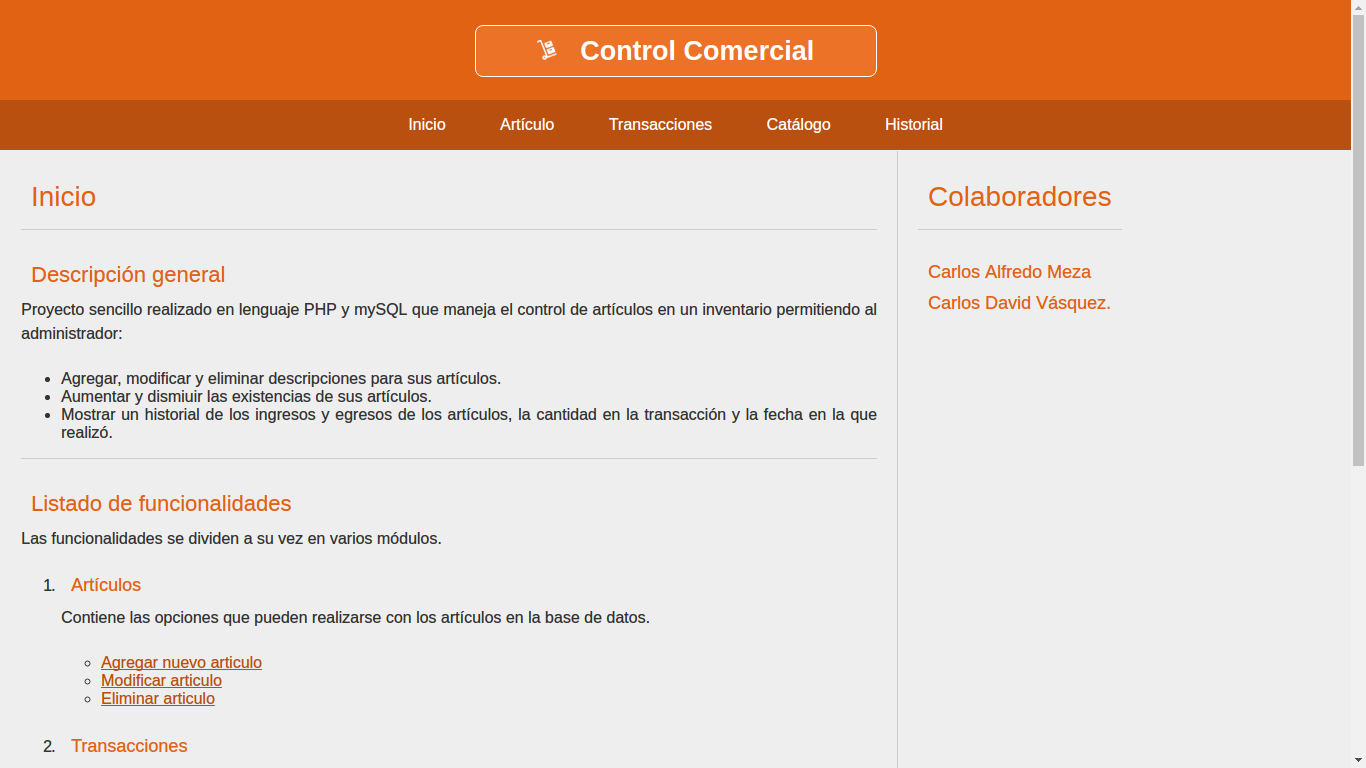 Control Comercial
Inicio
Artículo
Transacciones
Catálogo
Historial
Inicio
Descripción general
Proyecto sencillo realizado en lenguaje PHP y mySQL que maneja el control de artículos en un inventario permitiendo al
administrador:
Agregar, modificar y eliminar descripciones para sus artículos.
Aumentar y dismiuir las existencias de sus artículos.
Mostrar un historial de los ingresos y egresos de los artículos, la cantidad en la transacción y la fecha en la que
realizó.
Listado de funcionalidades
Las funcionalidades se dividen a su vez en varios módulos.
1. Artículos
Contiene las opciones que pueden realizarse con los artículos en la base de datos.
Agregar nuevo articulo
Modificar articulo
Eliminar articulo
2. Transacciones
Colaboradores
Carlos Alfredo Meza
Carlos David Vásquez.